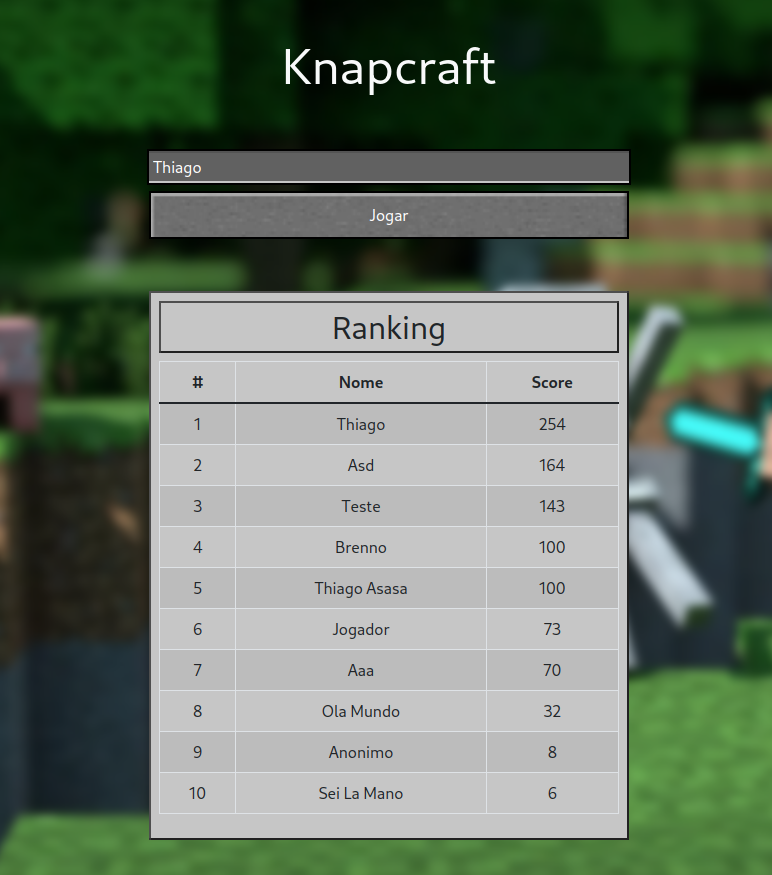 Knapcraft
Thiago
Jogar
Ranking
# Nome Score
1 Thiago 254
2 Asd 164
3 Teste 143
4 Brenno 100
5 Thiago Asasa 100
6 Jogador 73
7 Aaa 70
8 Ola Mundo 32
9 Anonimo 8
10 Sei La Mano 6